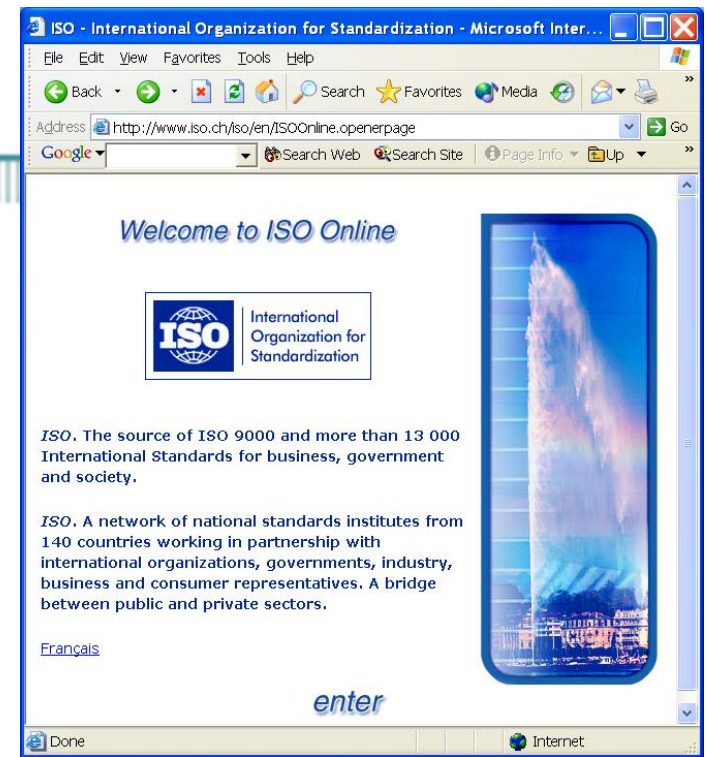 ISO - International Organization for Standardization - Microsoft Inter...
File Edit View Favorites Tools Help
Back Search Favorites Media »
Address http://www.iso.ch/iso/en/ISOOnline.openerpage Go
Google Search Web Search Site Page Info Up »
Welcome to ISO Online
ISO
International
Organization for
Standardization
ISO. The source of ISO 9000 and more than 13 000
International Standards for business, government
and society.
ISO. A network of national standards institutes from
140 countries working in partnership with
international organizations, governments, industry,
business and consumer representatives. A bridge
between public and private sectors.
Français
enter
Done Internet